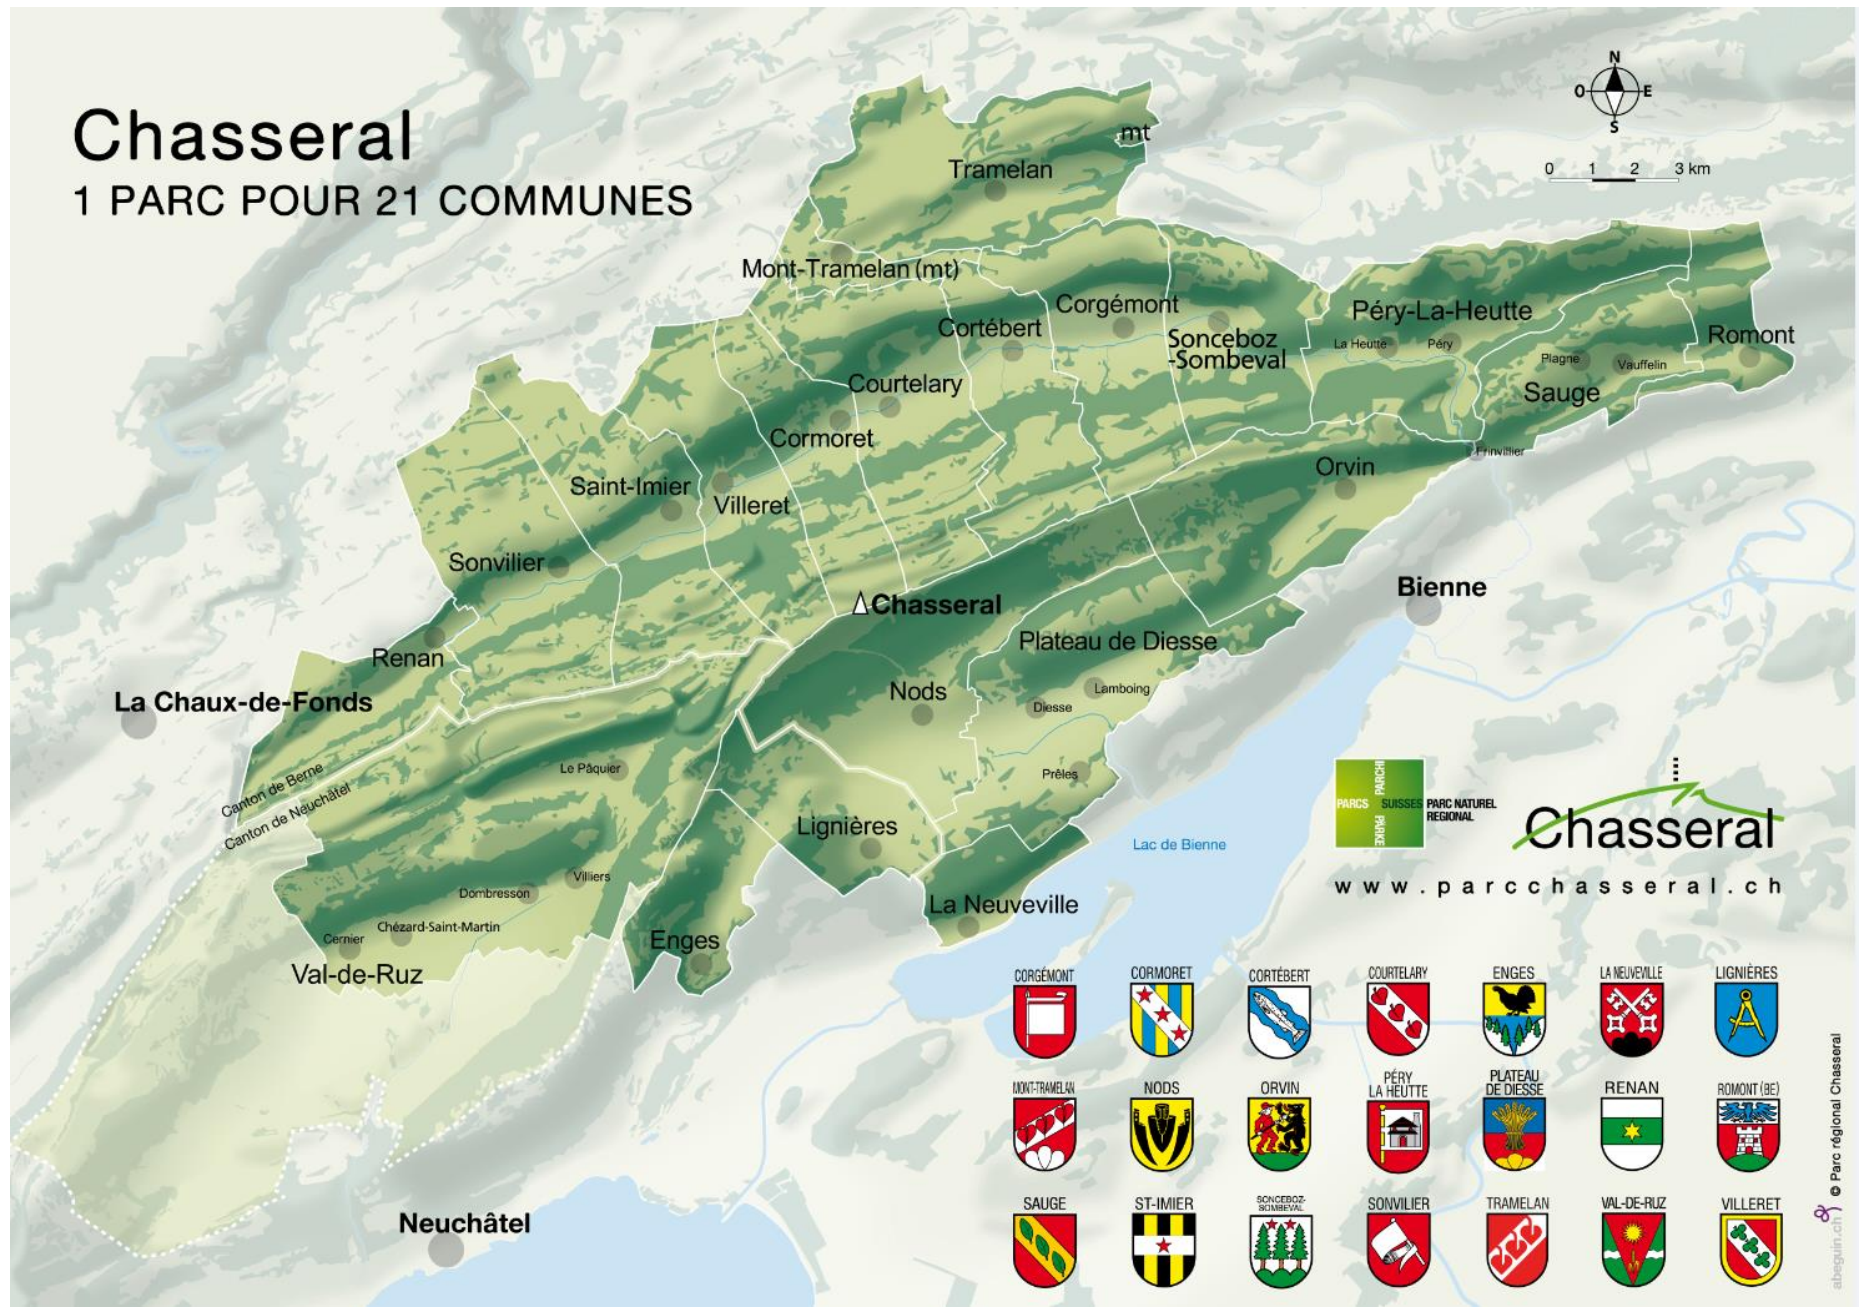 Chasseral
1 PARC POUR 21 COMMUNES
N
O
E
S
0 1 2 3 km
mt
Tramelan
Mont-Tramelan (mt)
Corgémont
Cortébert
Sonceboz
-Sombeval
Péry-La-Heutte
La Heutte
Péry
Romont
Plagne
Vauffelin
Sauge
Courtelary
Cormoret
Frinvillier
Orvin
Saint-Imier
Villeret
Sonvilier
Chasseral
Bienne
Plateau de Diesse
Renan
La Chaux-de-Fonds
Nods
Lamboing
Diesse
Le Pâquier
Prêles
Canton de Berne
Canton de Neuchâtel
Lignières
Lac de Bienne
Villiers
Dombresson
La Neuveville
Chézard-Saint-Martin
Cernier
Enges
Val-de-Ruz
Neuchâtel
PARCS
SUISSES
PARCHI
PARKE
PARC NATUREL
REGIONAL
Chasseral
www.parcchasseral.ch
CORGÉMONT
CORMORET
CORTÉBERT
COURTELARY
ENGES
LA NEUVEVILLE
LIGNIÈRES
MONT-TRAMELAN
NODS
ORVIN
PÉRY
LA HEUTTE
PLATEAU
DE DIESSE
RENAN
ROMONT (BE)
SAUGE
ST-IMIER
SONCEBOZ-
SOMBEVAL
SONVILIER
TRAMELAN
VAL-DE-RUZ
VILLERET
© Parc régional Chasseral
abeguin.ch